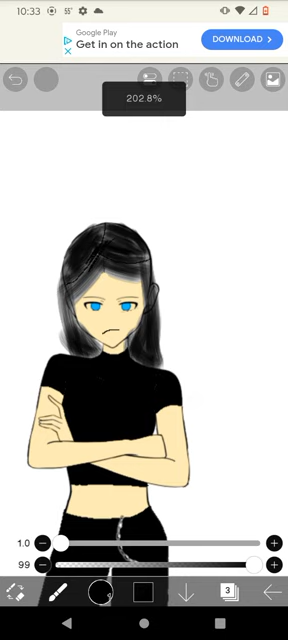 10:33 55°
Google Play
Get in on the action
DOWNLOAD
202.8%
1.0
99
3